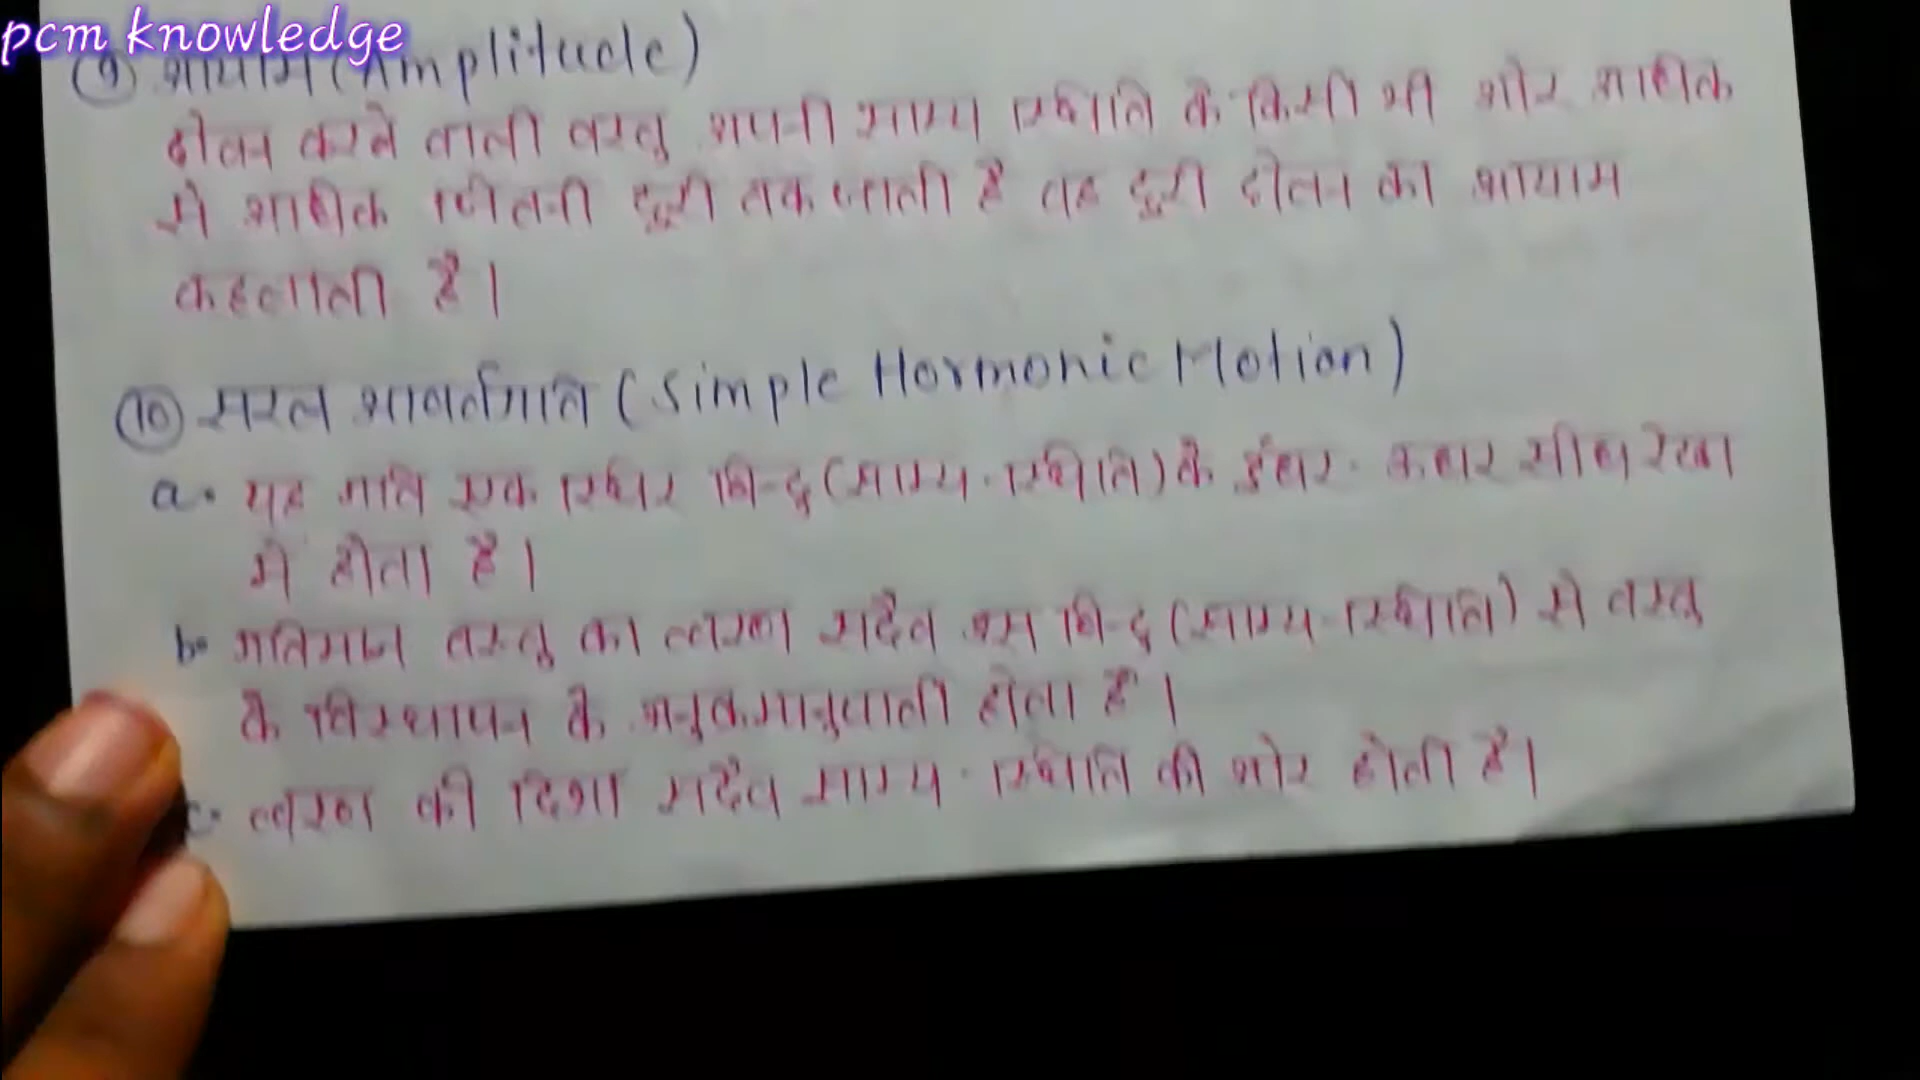 pcm knowledge
⑨ आयाम (Amplitude)
दोलन करने वाली वस्तु अपनी साम्य स्थिति के किसी भी ओर अधिक
से अधिक जितनी दूरी तक जाती है वह दूरी दोलन का आयाम
कहलाती है।
⑩ सरल आवर्तगति (Simple Hormonic Motion)
a. यह गति एक स्थिर बिन्दु (साम्य-स्थिति) के इधर-उधर सीध रेखा
मे होता है।
b. गतिमान वस्तु का त्वरण सदैव उस बिन्दु (साम्य-स्थिति) से वस्तु
के विस्थापन के अनुक्रमानुपाती होता है।
c. त्वरण की दिशा सदैव साम्य-स्थिति की ओर होती है।